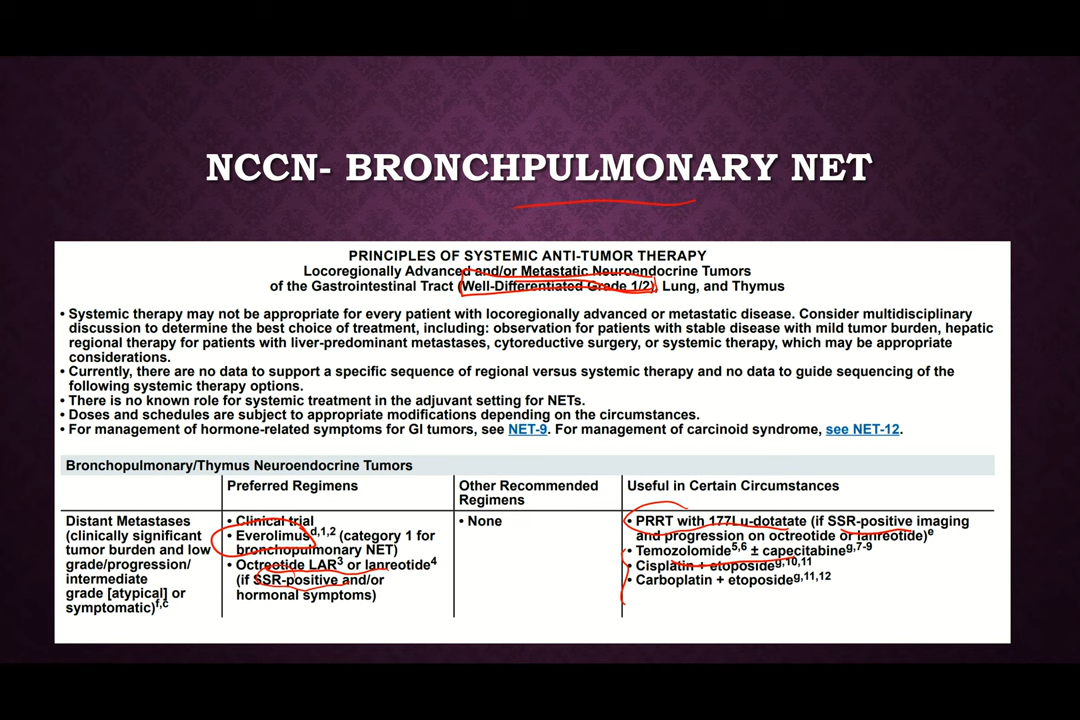 NCCN- BRONCHPULMONARY NET
PRINCIPLES OF SYSTEMIC ANTI-TUMOR THERAPY
Locoregionally Advanced and/or Metastatic Neuroendocrine Tumors
of the Gastrointestinal Tract (Well-Differentiated Grade 1/2), Lung, and Thymus
• Systemic therapy may not be appropriate for every patient with locoregionally advanced or metastatic disease. Consider multidisciplinary
discussion to determine the best choice of treatment, including: observation for patients with stable disease with mild tumor burden, hepatic
regional therapy for patients with liver-predominant metastases, cytoreductive surgery, or systemic therapy, which may be appropriate
considerations.
• Currently, there are no data to support a specific sequence of regional versus systemic therapy and no data to guide sequencing of the
following systemic therapy options.
• There is no known role for systemic treatment in the adjuvant setting for NETs.
• Doses and schedules are subject to appropriate modifications depending on the circumstances.
• For management of hormone-related symptoms for GI tumors, see NET-9. For management of carcinoid syndrome, see NET-12.
Bronchopulmonary/Thymus Neuroendocrine Tumors
Preferred Regimens
Other Recommended
Regimens
Useful in Certain Circumstances
Distant Metastases
(clinically significant
tumor burden and low
grade/progression/
intermediate
grade [atypical] or
symptomatic)f,c
• Clinical trial
• Everolimusd,1,2 (category 1 for
bronchopulmonary NET)
• Octreotide LAR3 or lanreotide4
(if SSR-positive and/or
hormonal symptoms)
• None
• PRRT with 177Lu-dotatate (if SSR-positive imaging
and progression on octreotide or lanreotide)e
• Temozolomide5,6 ± capecitabineg,7-9
• Cisplatin + etoposideg,10,11
• Carboplatin + etoposideg,11,12